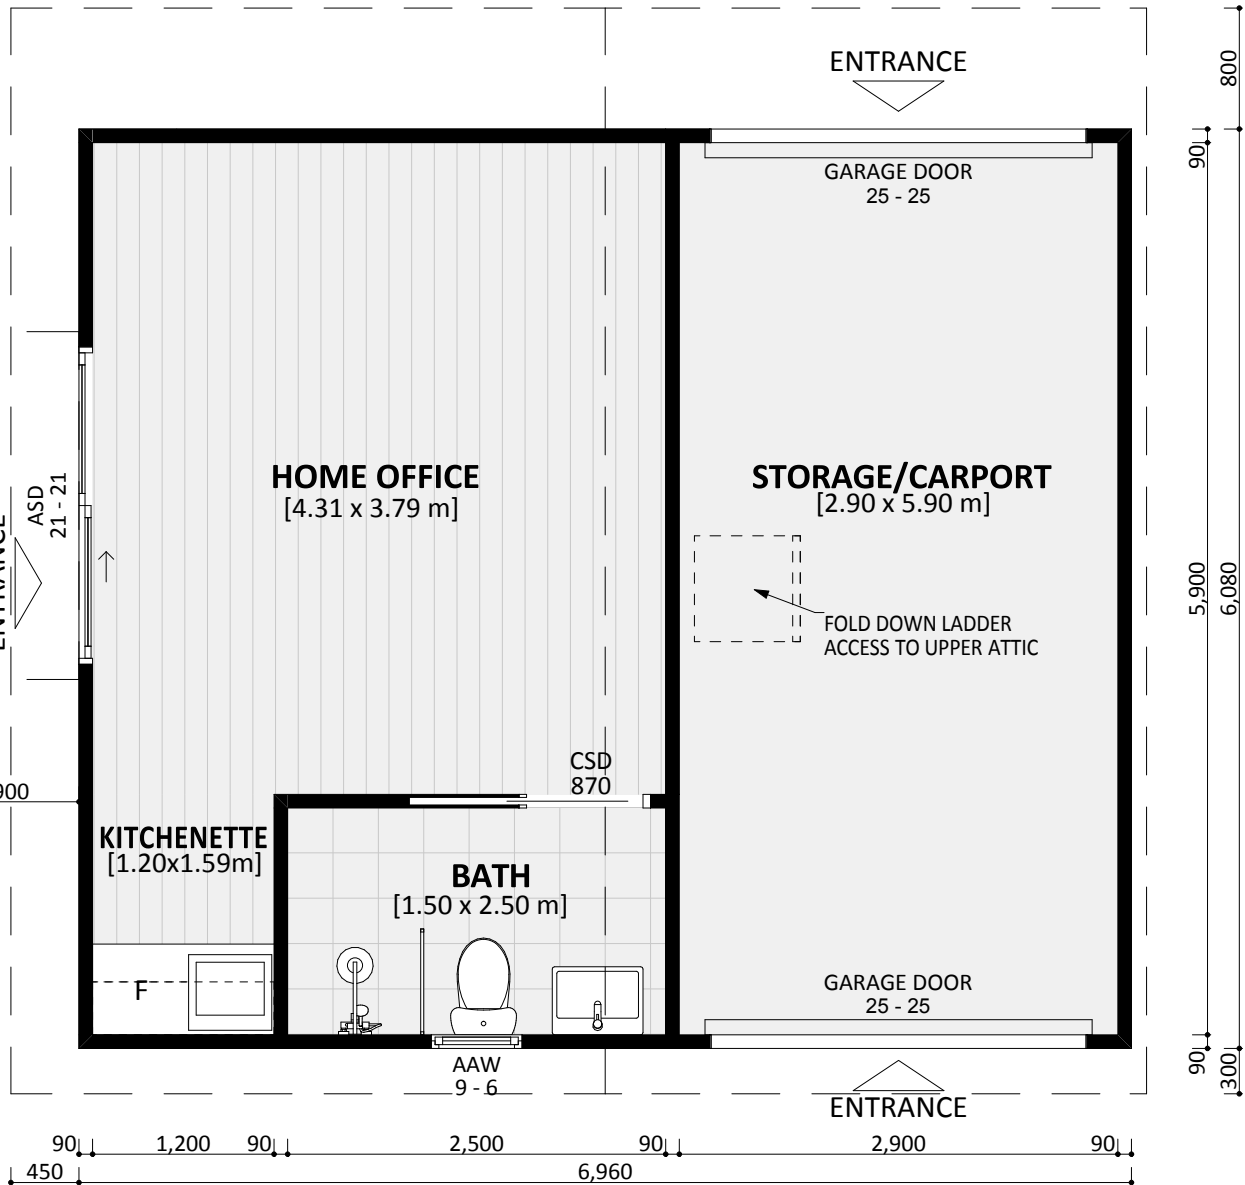 ENTRANCE
800
90
GARAGE DOOR
25 - 25
HOME OFFICE
[4.31 x 3.79 m]
STORAGE/CARPORT
[2.90 x 5.90 m]
ASD
21 - 21
ENTRANCE
5,900
6,080
FOLD DOWN LADDER
ACCESS TO UPPER ATTIC
CSD
870
900
KITCHENETTE
[1.20x1.59m]
BATH
[1.50 x 2.50 m]
F
GARAGE DOOR
25 - 25
AAW
9 - 6
90
300
ENTRANCE
90 1,200 90 2,500 90 2,900 90
450 6,960